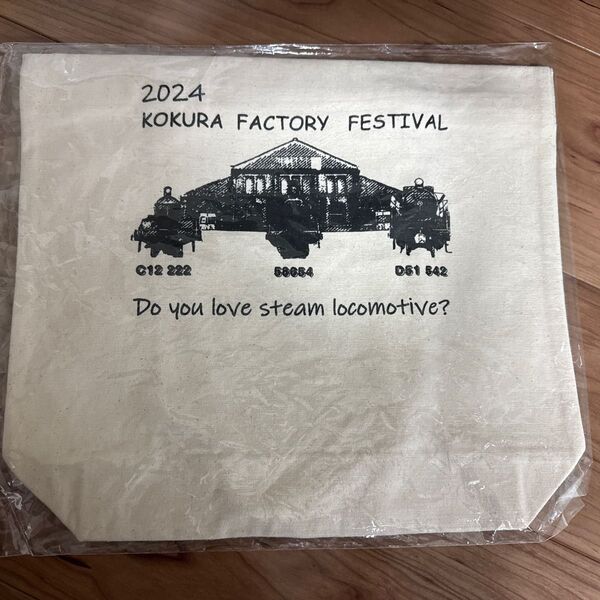 2024
KOKURA FACTORY FESTIVAL
C12 222 58654 D51 542
Do you love steam locomotive?